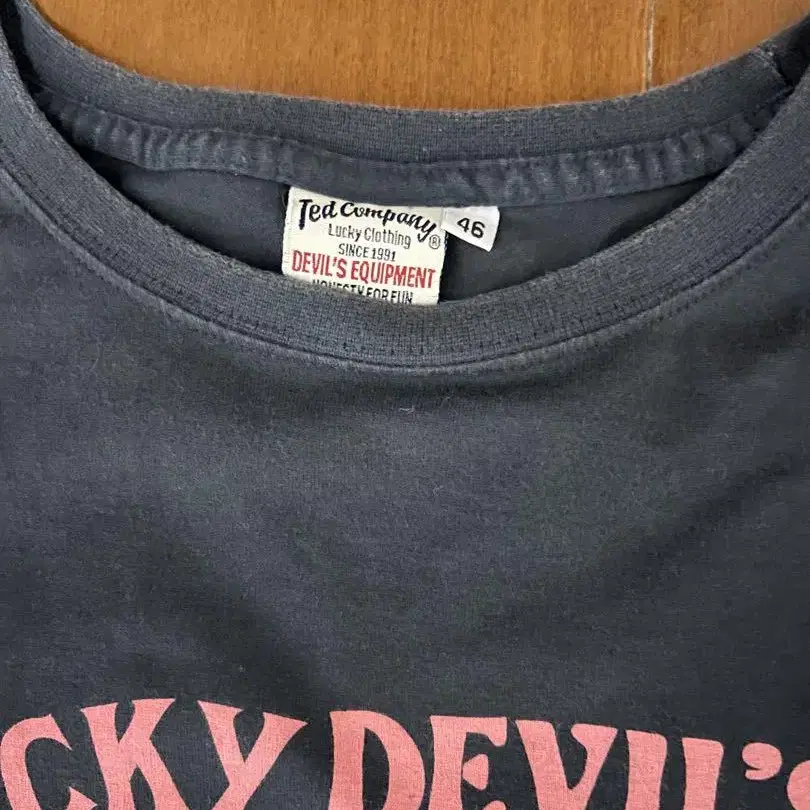 Ted Company®
46
Lucky Clothing
SINCE 1991
DEVIL'S EQUIPMENT
HONESTY FOR FUN
CKY DEVIL'S